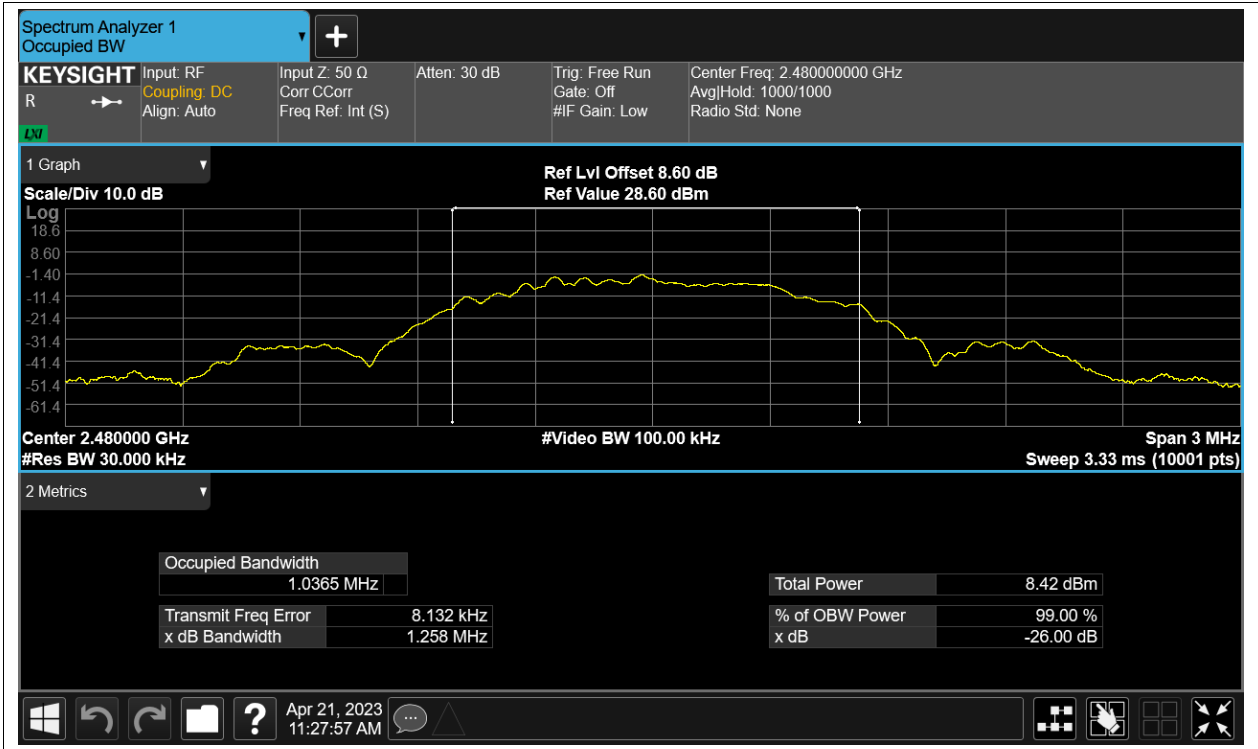 Spectrum Analyzer 1
Occupied BW
KEYSIGHT
R
LXI
Input: RF
Coupling: DC
Align: Auto
Input Z: 50 Ω
Corr CCorr
Freq Ref: Int (S)
Atten: 30 dB
Trig: Free Run
Gate: Off
#IF Gain: Low
Center Freq: 2.480000000 GHz
Avg|Hold: 1000/1000
Radio Std: None
1 Graph
Scale/Div 10.0 dB
Ref Lvl Offset 8.60 dB
Ref Value 28.60 dBm
Log
18.6
8.60
-1.40
-11.4
-21.4
-31.4
-41.4
-51.4
-61.4
Center 2.480000 GHz
#Res BW 30.000 kHz
#Video BW 100.00 kHz
Span 3 MHz
Sweep 3.33 ms (10001 pts)
2 Metrics
Occupied Bandwidth
1.0365 MHz
Transmit Freq Error 8.132 kHz
x dB Bandwidth 1.258 MHz
Total Power 8.42 dBm
% of OBW Power 99.00 %
x dB -26.00 dB
?
Apr 21, 2023
11:27:57 AM